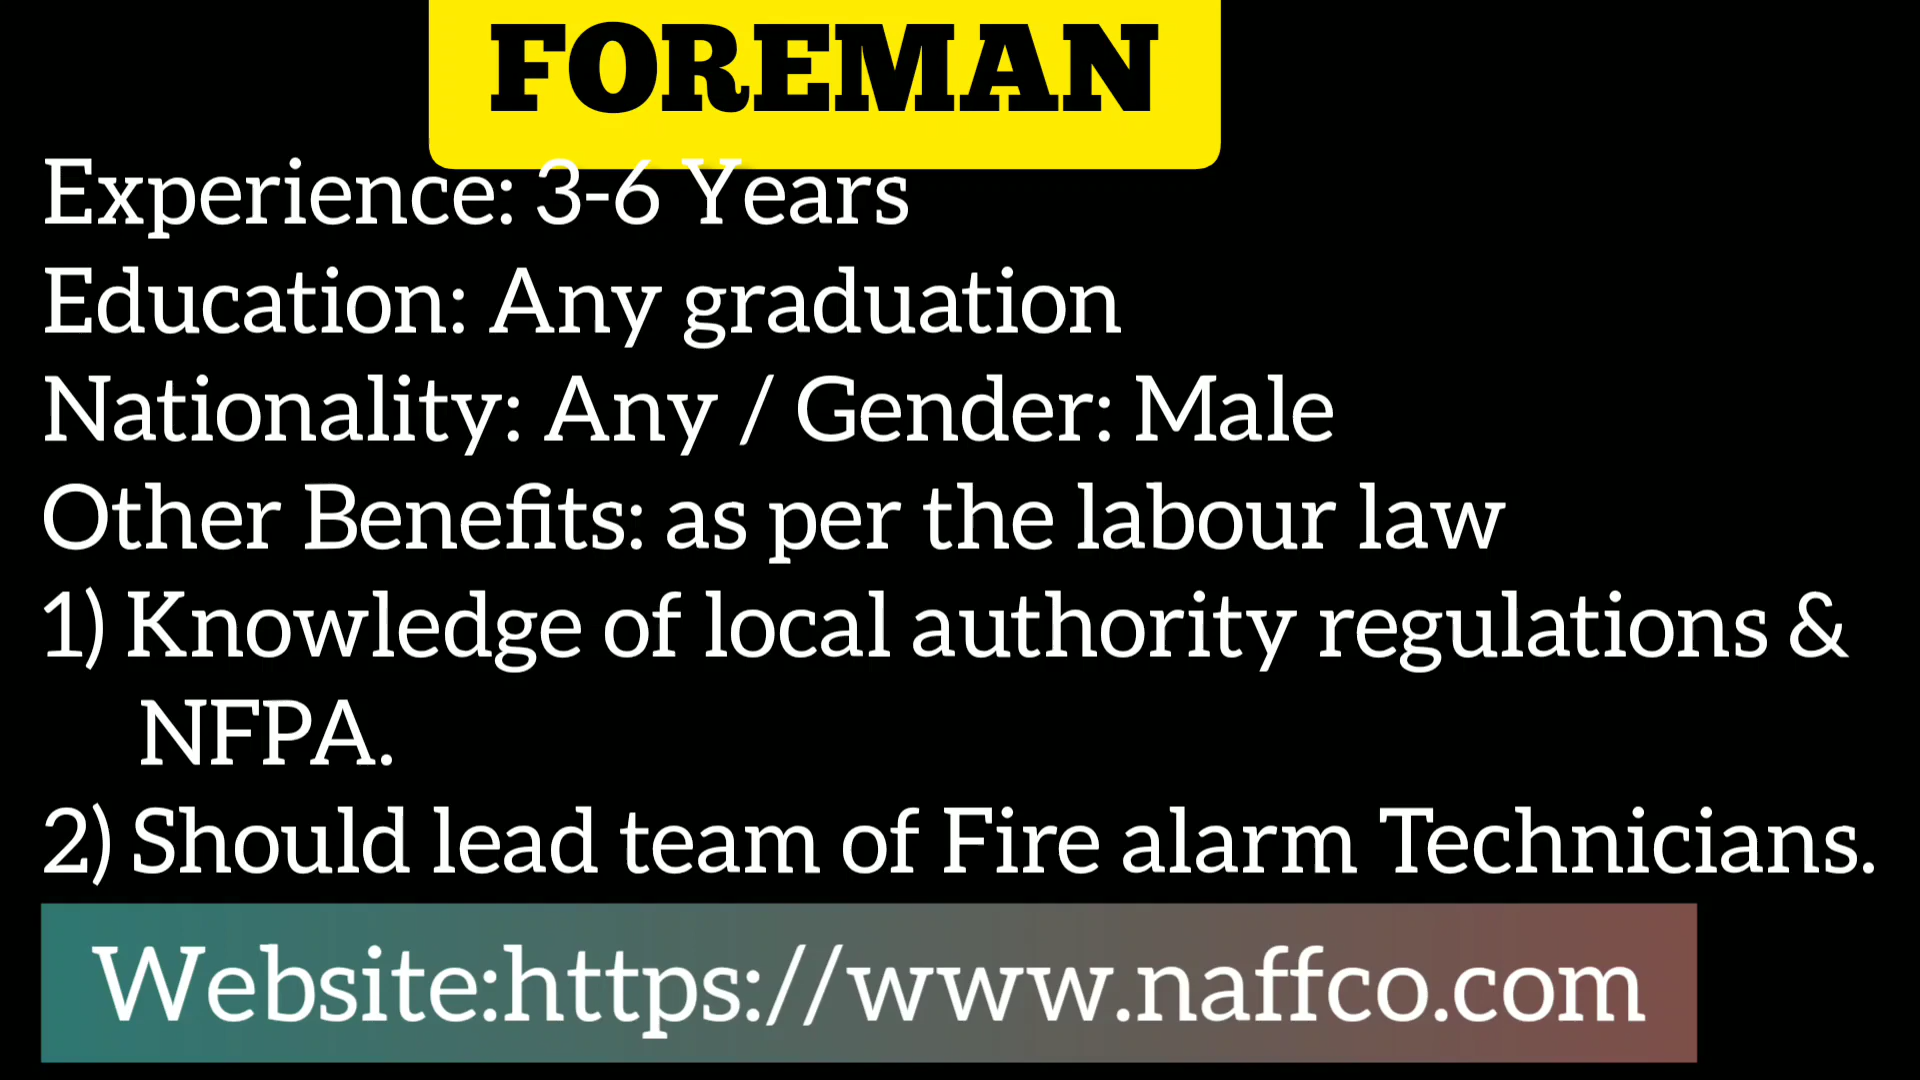 FOREMAN
Experience: 3-6 Years
Education: Any graduation
Nationality: Any / Gender: Male
Other Benefits: as per the labour law
1) Knowledge of local authority regulations &
NFPA.
2) Should lead team of Fire alarm Technicians.
Website:https://www.naffco.com